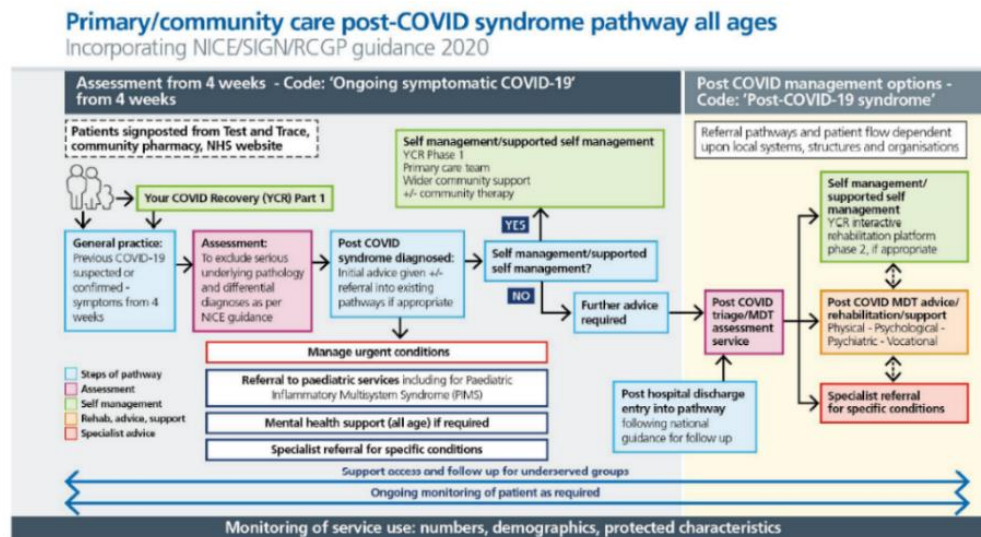 Primary/community care post-COVID syndrome pathway all ages
Incorporating NICE/SIGN/RCGP guidance 2020
Assessment from 4 weeks - Code: 'Ongoing symptomatic COVID-19'
from 4 weeks
Post COVID management options -
Code: 'Post-COVID-19 syndrome'
Patients signposted from Test and Trace,
community pharmacy, NHS website
Your COVID Recovery (YCR) Part 1
General practice:
Previous COVID-19
suspected or
confirmed -
symptoms from 4
weeks
Assessment:
To exclude serious
underlying pathology
and differential
diagnoses as per
NICE guidance
Post COVID
syndrome diagnosed:
Initial advice given +/-
referral into existing
pathways if appropriate
Self management/supported self management
YCR Phase 1
Primary care team
Wider community support
+/- community therapy
YES
Self management/supported
self management?
NO
Further advice
required
Manage urgent conditions
Referral to paediatric services including for Paediatric
Inflammatory Multisystem Syndrome (PIMS)
Mental health support (all age) if required
Specialist referral for specific conditions
Referral pathways and patient flow dependent
upon local systems, structures and organisations
Post COVID
triage/MDT
assessment
service
Post hospital discharge
entry into pathway
following national
guidance for follow up
Self management/
supported self
management
YCR interactive
rehabilitation platform
phase 2, if appropriate
Post COVID MDT advice/
rehabilitation/support
Physical - Psychological -
Psychiatric - Vocational
Specialist referral
for specific conditions
Steps of pathway
Assessment
Self management
Rehab, advice, support
Specialist advice
Support access and follow up for underserved groups
Ongoing monitoring of patient as required
Monitoring of service use: numbers, demographics, protected characteristics